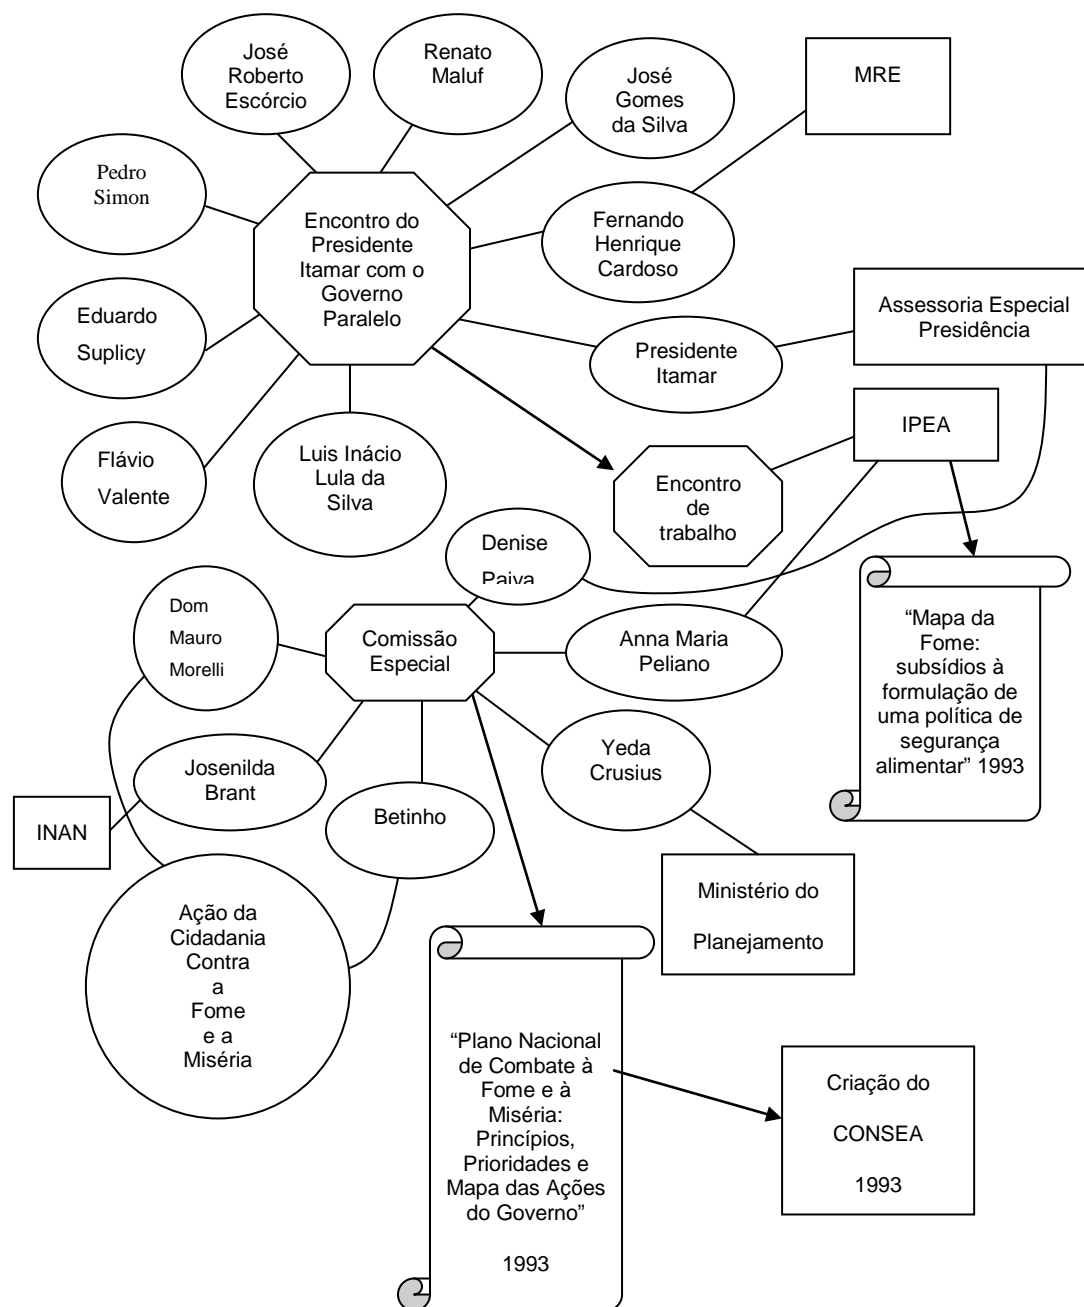 José
Roberto
Escórcio
Renato
Maluf
José
Gomes
da Silva
MRE
Pedro
Simon
Encontro do
Presidente
Itamar com o
Governo
Paralelo
Fernando
Henrique
Cardoso
Eduardo
Suplicy
Presidente
Itamar
Assessoria Especial
Presidência
IPEA
Flávio
Valente
Luis Inácio
Lula da
Silva
Encontro
de
trabalho
Denise
Paiva
Dom
Mauro
Morelli
Comissão
Especial
Anna Maria
Peliano
“Mapa da
Fome:
subsídios à
formulação de
uma política de
segurança
alimentar” 1993
Josenilda
Brant
Yeda
Crusius
INAN
Betinho
Ministério do
Planejamento
Ação da
Cidadania
Contra
a
Fome
e a
Miséria
“Plano Nacional
de Combate à
Fome e à
Miséria:
Princípios,
Prioridades e
Mapa das Ações
do Governo”
1993
Criação do
CONSEA
1993